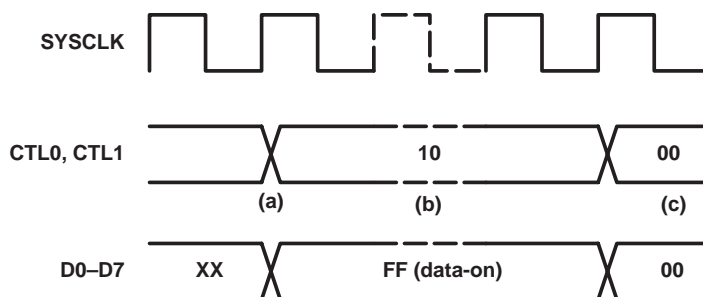 SYSCLK
CTL0, CTL1 10 00
(a) (b) (c)
D0–D7 XX FF (data-on) 00